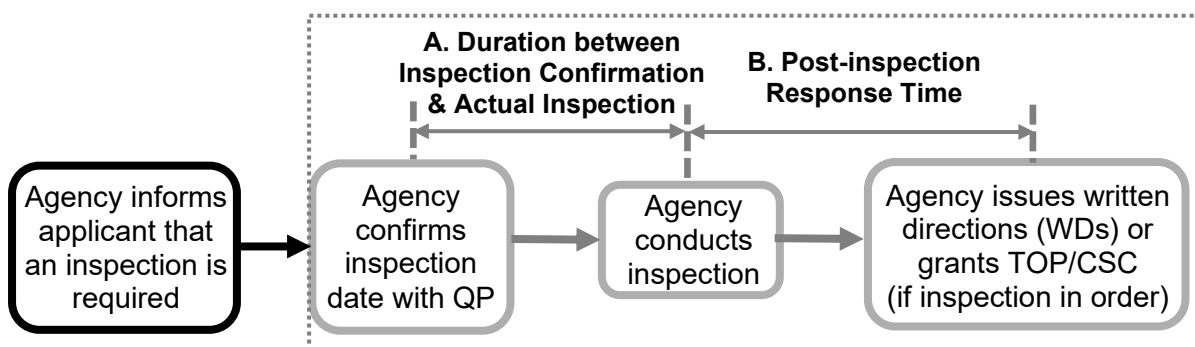 A. Duration between
Inspection Confirmation
& Actual Inspection
B. Post-inspection
Response Time
Agency informs
applicant that
an inspection is
required
Agency
confirms
inspection
date with QP
Agency
conducts
inspection
Agency issues written
directions (WDs) or
grants TOP/CSC
(if inspection in order)